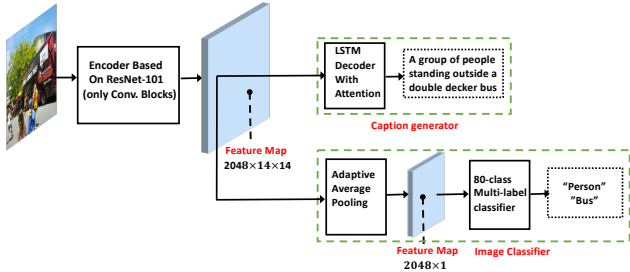 Encoder Based
On ResNet-101
(only Conv. Blocks)
Feature Map
2048×14×14
LSTM
Decoder
With
Attention
A group of people
standing outside a
double decker bus
Caption generator
Adaptive
Average
Pooling
Feature Map
2048×1
80-class
Multi-label
classifier
“Person”
”Bus”
Image Classifier